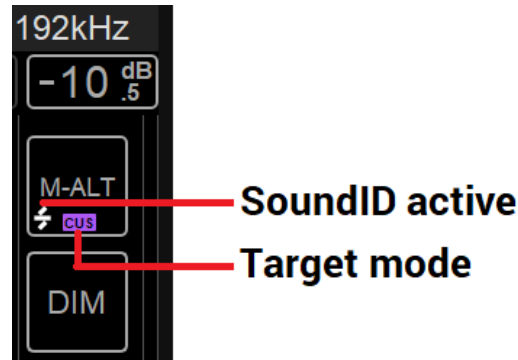 192kHz
-10 dB
.5
M-ALT
CUS
SoundID active
Target mode
DIM